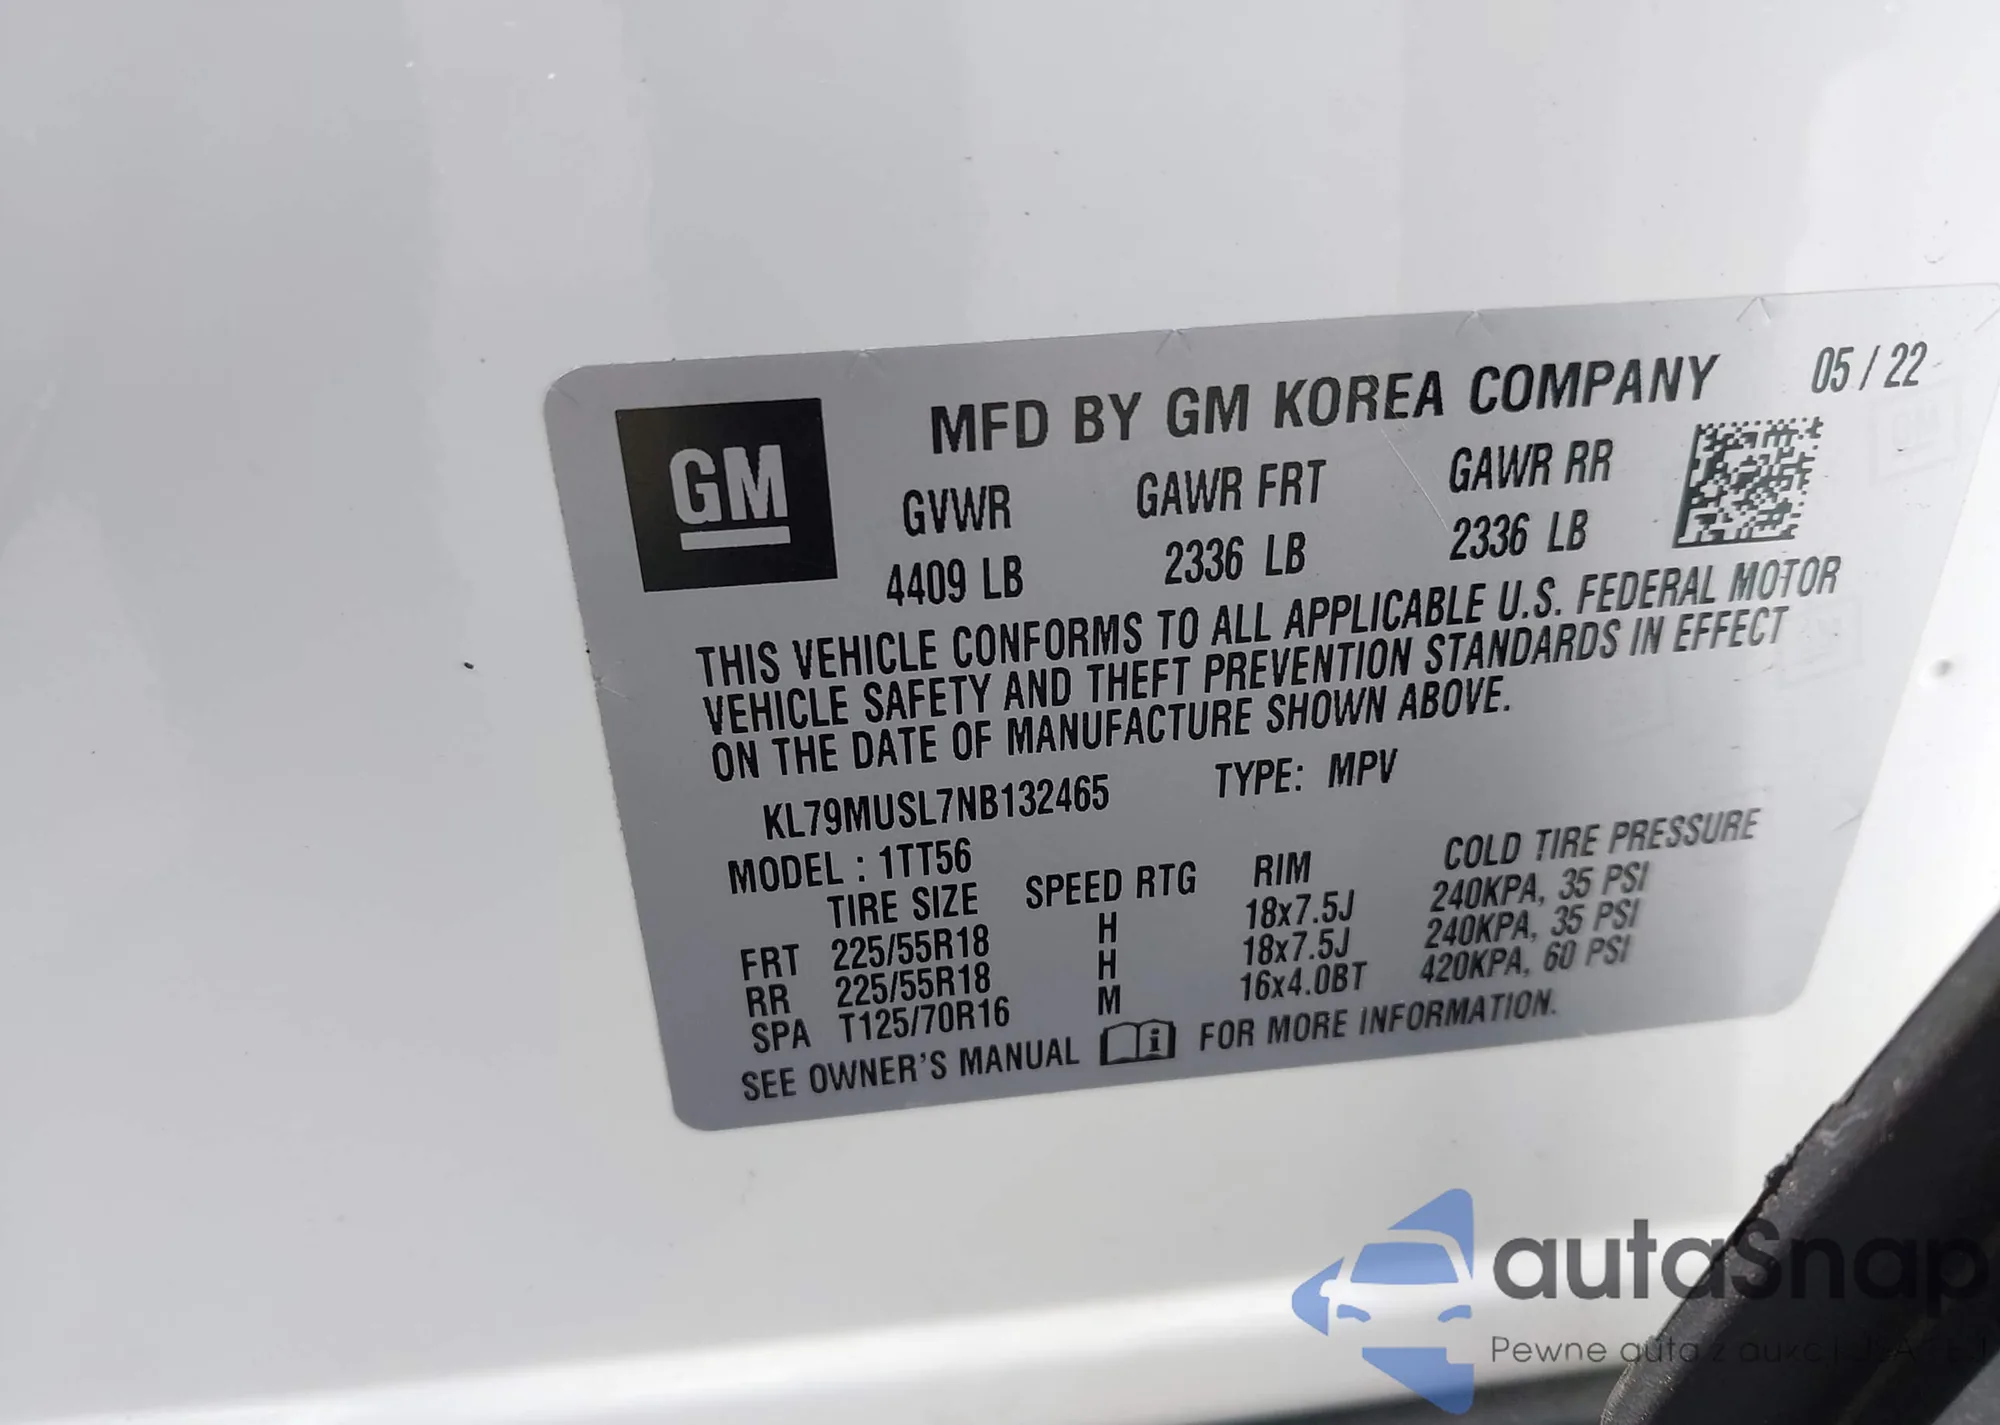 GM
MFD BY GM KOREA COMPANY 05 / 22
GVWR GAWR FRT GAWR RR
4409 LB 2336 LB 2336 LB
THIS VEHICLE CONFORMS TO ALL APPLICABLE U.S. FEDERAL MOTOR
VEHICLE SAFETY AND THEFT PREVENTION STANDARDS IN EFFECT
ON THE DATE OF MANUFACTURE SHOWN ABOVE.
KL79MUSL7NB132465 TYPE: MPV
MODEL : 1TT56
TIRE SIZE SPEED RTG RIM COLD TIRE PRESSURE
FRT 225/55R18 H 18x7.5J 240KPA, 35 PSI
RR 225/55R18 H 18x7.5J 240KPA, 35 PSI
SPA T125/70R16 M 16x4.0BT 420KPA, 60 PSI
SEE OWNER'S MANUAL i FOR MORE INFORMATION.
autaSnap
Pewne auta z